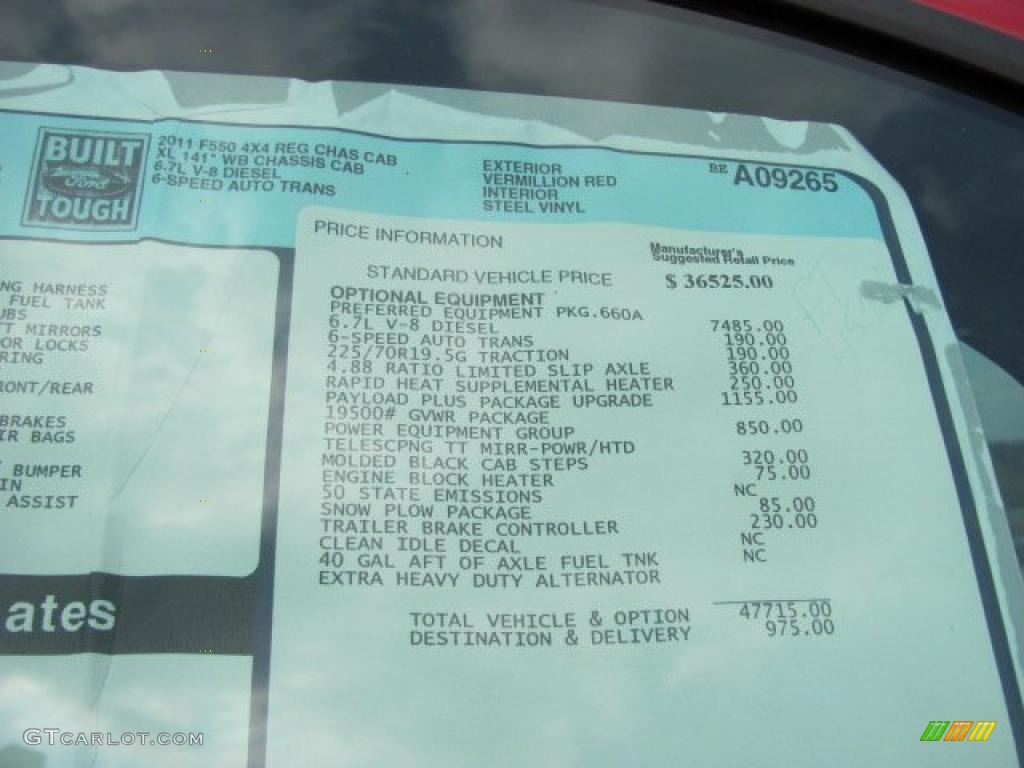 BUILT
Ford
TOUGH
2011 F550 4X4 REG CHAS CAB
XL 141" WB CHASSIS CAB
6.7L V-8 DIESEL
6-SPEED AUTO TRANS
EXTERIOR
VERMILLION RED
INTERIOR
STEEL VINYL
BE A09265
NG HARNESS
FUEL TANK
UBS
TT MIRRORS
OR LOCKS
RING
RONT/REAR
BRAKES
IR BAGS
BUMPER
IN
ASSIST
ates
PRICE INFORMATION
Manufacturer's
Suggested Retail Price
STANDARD VEHICLE PRICE $ 36525.00
OPTIONAL EQUIPMENT
PREFERRED EQUIPMENT PKG.660A
6.7L V-8 DIESEL 7485.00
6-SPEED AUTO TRANS 190.00
225/70R19.5G TRACTION 190.00
4.88 RATIO LIMITED SLIP AXLE 360.00
RAPID HEAT SUPPLEMENTAL HEATER 250.00
PAYLOAD PLUS PACKAGE UPGRADE 1155.00
19500# GVWR PACKAGE
POWER EQUIPMENT GROUP 850.00
TELESCPNG TT MIRR-POWR/HTD
MOLDED BLACK CAB STEPS 320.00
ENGINE BLOCK HEATER 75.00
50 STATE EMISSIONS NC
SNOW PLOW PACKAGE 85.00
TRAILER BRAKE CONTROLLER 230.00
CLEAN IDLE DECAL NC
40 GAL AFT OF AXLE FUEL TNK NC
EXTRA HEAVY DUTY ALTERNATOR
TOTAL VEHICLE & OPTION 47715.00
DESTINATION & DELIVERY 975.00
GTCARLOT.COM